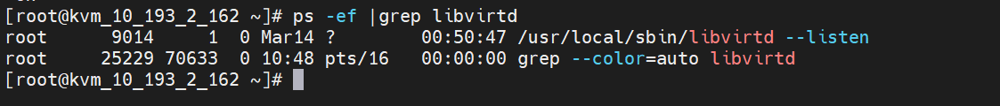 [root@kvm_10_193_2_162 ~]# ps -ef |grep libvirtd
root      9014     1  0 Mar14 ?        00:50:47 /usr/local/sbin/libvirtd --listen
root     25229 70633  0 10:48 pts/16   00:00:00 grep --color=auto libvirtd
[root@kvm_10_193_2_162 ~]#